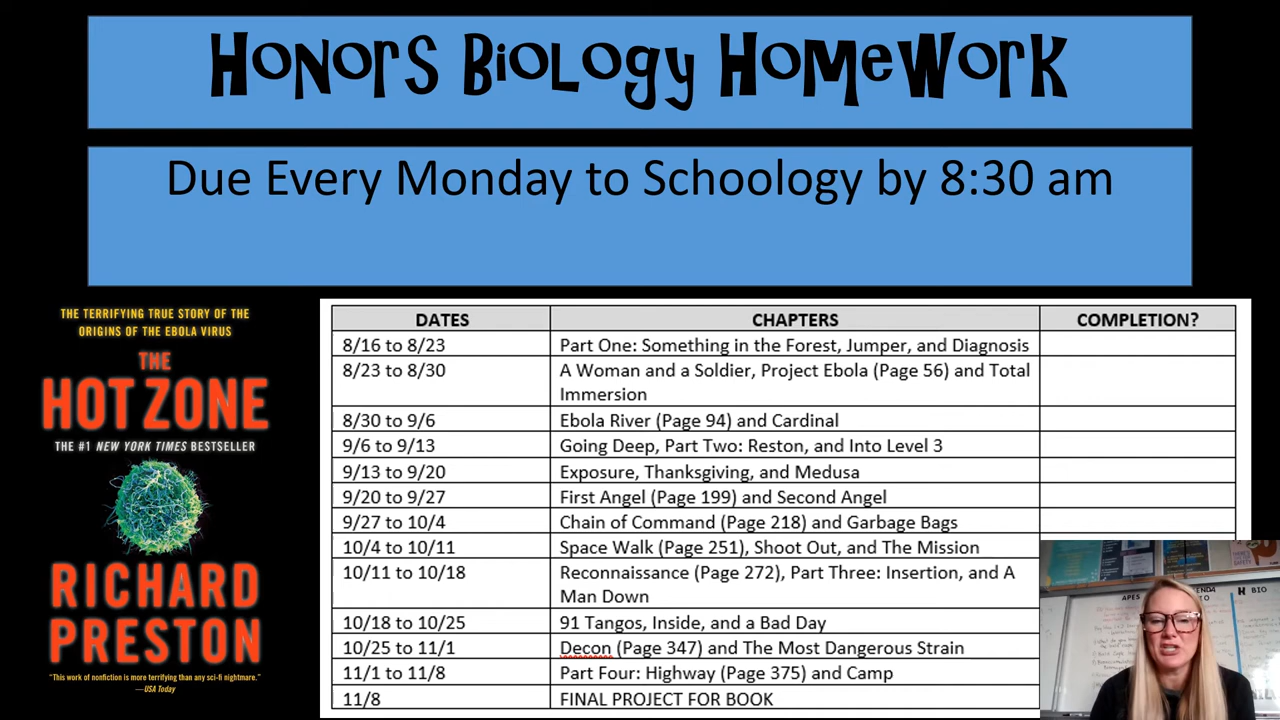 Honors Biology Homework
Due Every Monday to Schoology by 8:30 am
THE TERRIFYING TRUE STORY OF THE
ORIGINS OF THE EBOLA VIRUS
THE
HOT ZONE
THE #1 NEW YORK TIMES BESTSELLER
RICHARD
PRESTON
"This work of nonfiction is more terrifying than any sci-fi nightmare."
—USA Today
DATES CHAPTERS COMPLETION?
8/16 to 8/23 Part One: Something in the Forest, Jumper, and Diagnosis
8/23 to 8/30 A Woman and a Soldier, Project Ebola (Page 56) and Total
Immersion
8/30 to 9/6 Ebola River (Page 94) and Cardinal
9/6 to 9/13 Going Deep, Part Two: Reston, and Into Level 3
9/13 to 9/20 Exposure, Thanksgiving, and Medusa
9/20 to 9/27 First Angel (Page 199) and Second Angel
9/27 to 10/4 Chain of Command (Page 218) and Garbage Bags
10/4 to 10/11 Space Walk (Page 251), Shoot Out, and The Mission
10/11 to 10/18 Reconnaissance (Page 272), Part Three: Insertion, and A
Man Down
10/18 to 10/25 91 Tangos, Inside, and a Bad Day
10/25 to 11/1 Decon (Page 347) and The Most Dangerous Strain
11/1 to 11/8 Part Four: Highway (Page 375) and Camp
11/8 FINAL PROJECT FOR BOOK
APES
H BIO